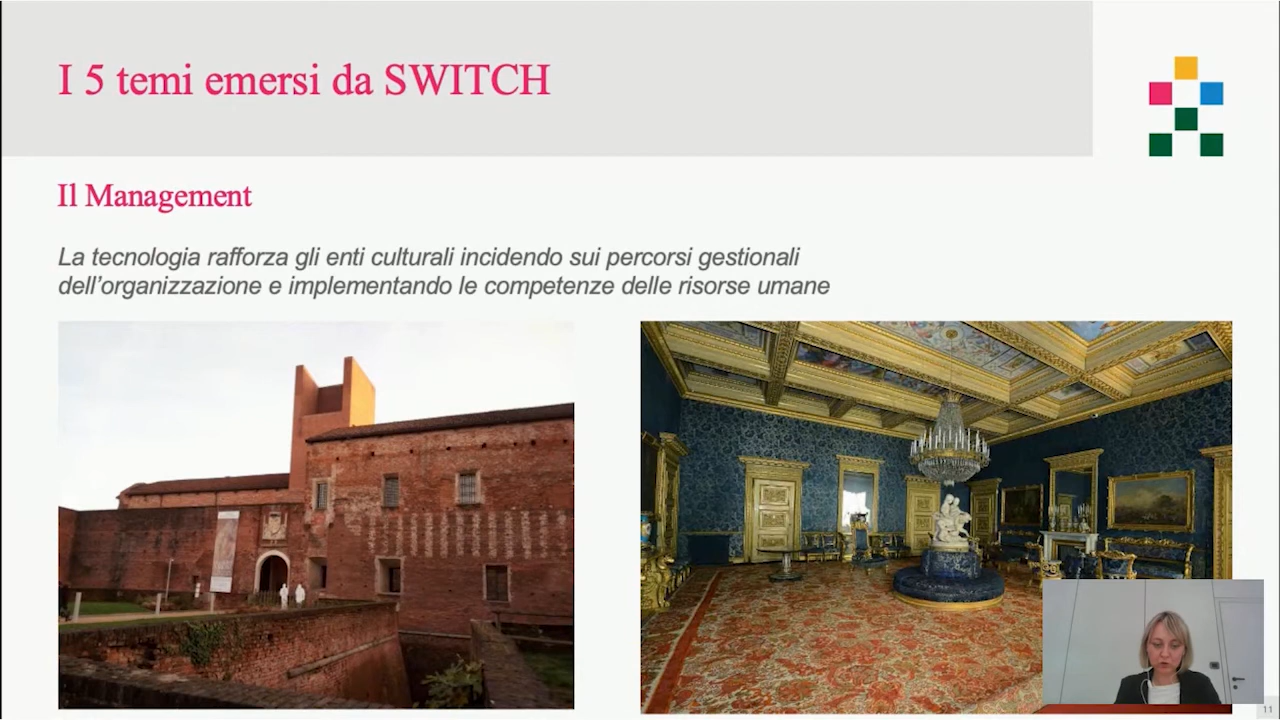 I 5 temi emersi da SWITCH
Il Management
La tecnologia rafforza gli enti culturali incidendo sui percorsi gestionali
dell'organizzazione e implementando le competenze delle risorse umane
11